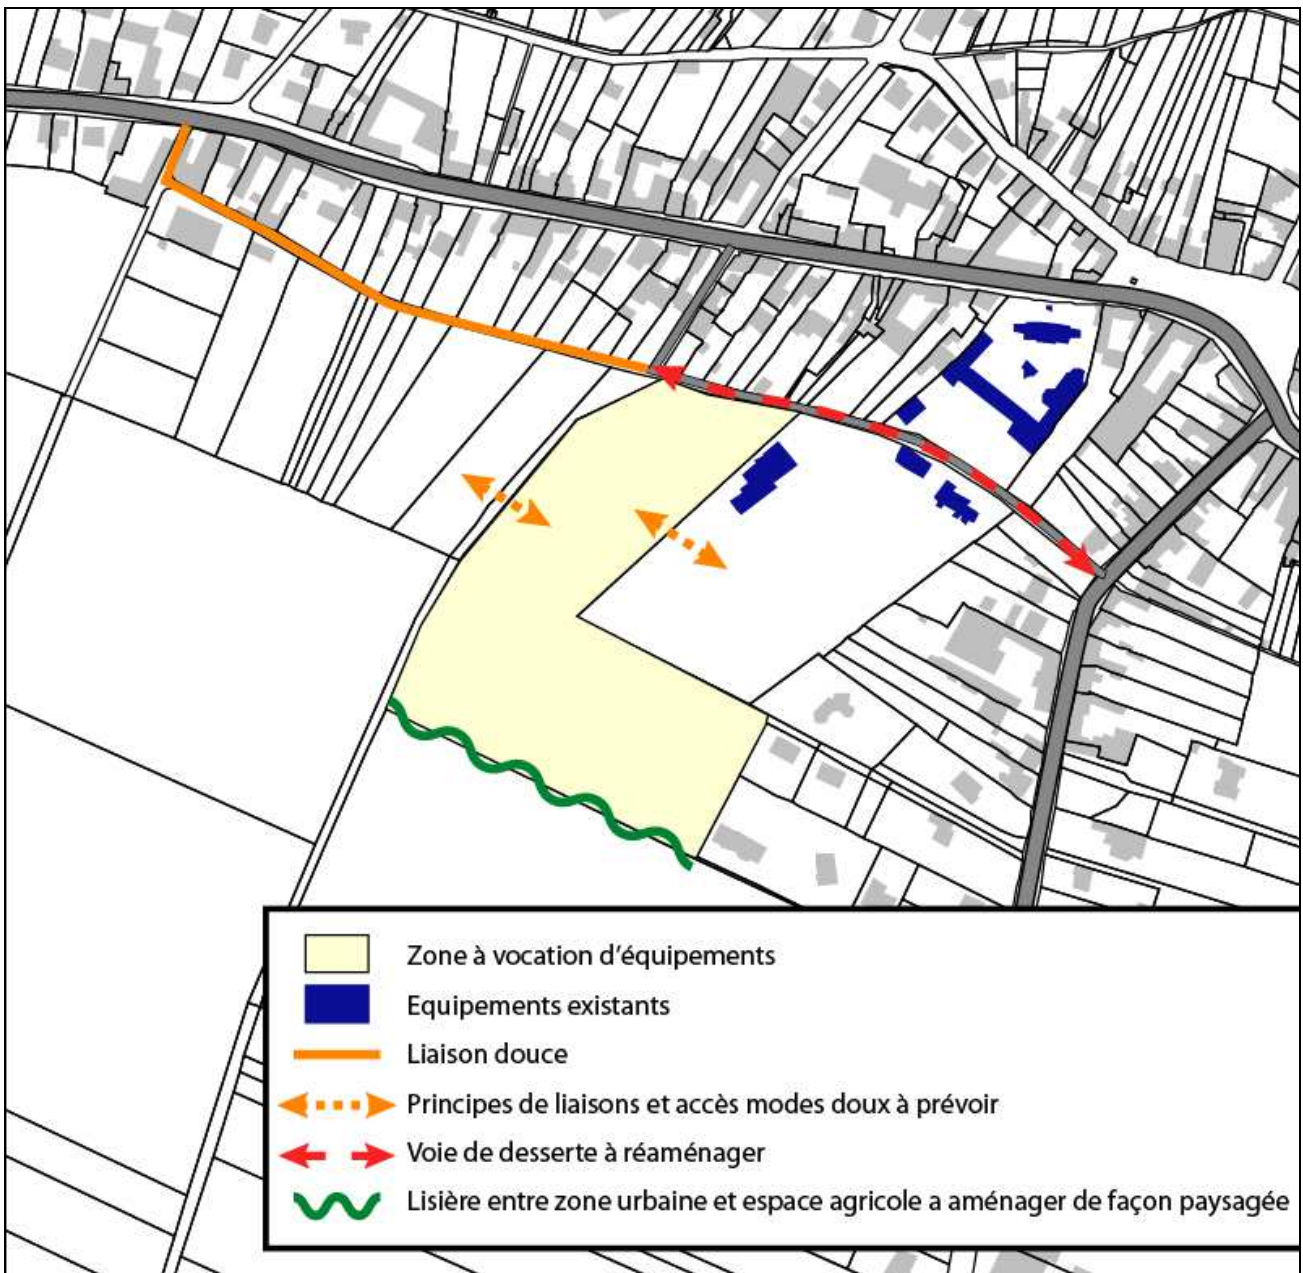 Zone à vocation d'équipements
Equipements existants
Liaison douce
Principes de liaisons et accès modes doux à prévoir
Voie de desserte à réaménager
Lisière entre zone urbaine et espace agricole a aménager de façon paysagée